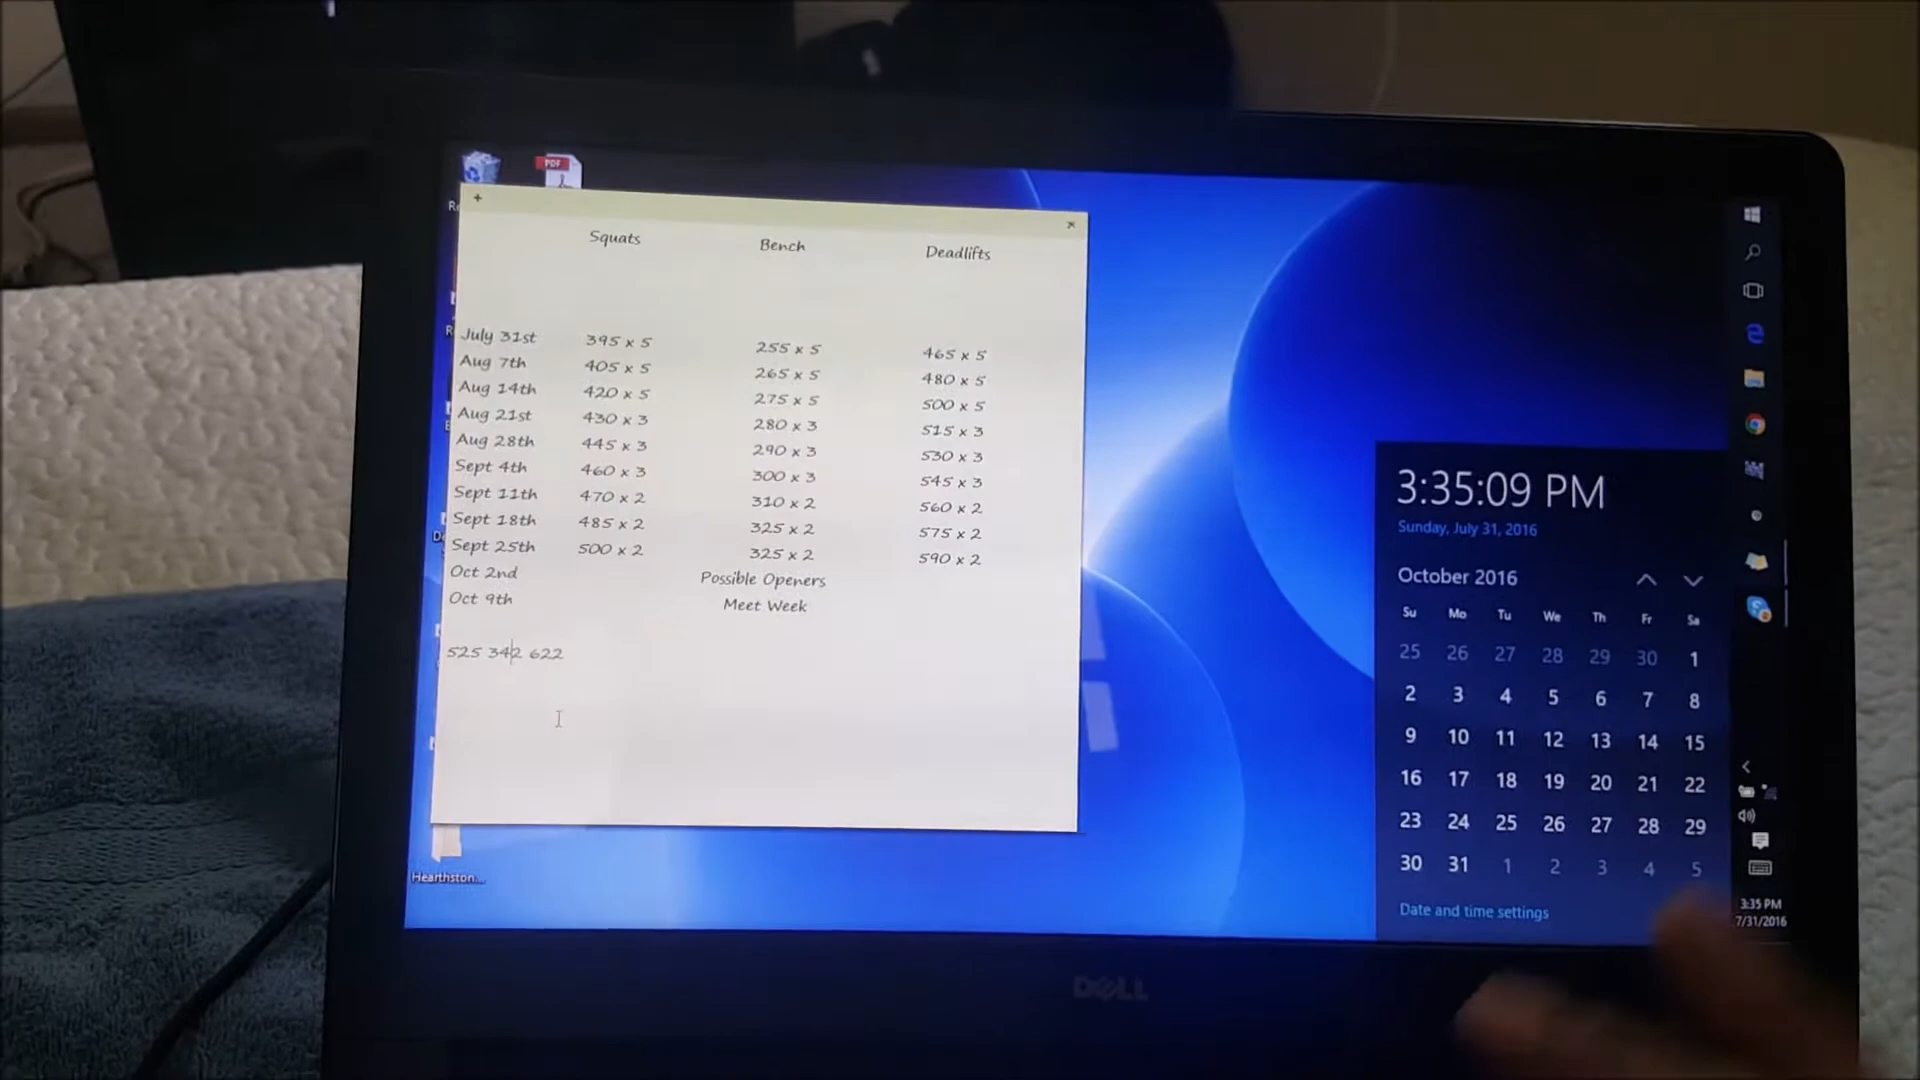 PDF
+
Squats Bench Deadlifts
July 31st 395 x 5 255 x 5 465 x 5
Aug 7th 405 x 5 265 x 5 480 x 5
Aug 14th 420 x 5 275 x 5 500 x 5
Aug 21st 430 x 3 280 x 3 515 x 3
Aug 28th 445 x 3 290 x 3 530 x 3
Sept 4th 460 x 3 300 x 3 545 x 3
Sept 11th 470 x 2 310 x 2 560 x 2
Sept 18th 485 x 2 325 x 2 575 x 2
Sept 25th 500 x 2 325 x 2 590 x 2
Oct 2nd Possible Openers
Oct 9th Meet Week
525 342 622
Hearthston...
3:35:09 PM
Sunday, July 31, 2016
October 2016
Su Mo Tu We Th Fr Sa
25 26 27 28 29 30 1
2 3 4 5 6 7 8
9 10 11 12 13 14 15
16 17 18 19 20 21 22
23 24 25 26 27 28 29
30 31 1 2 3 4 5
Date and time settings
3:35 PM
7/31/2016
DELL